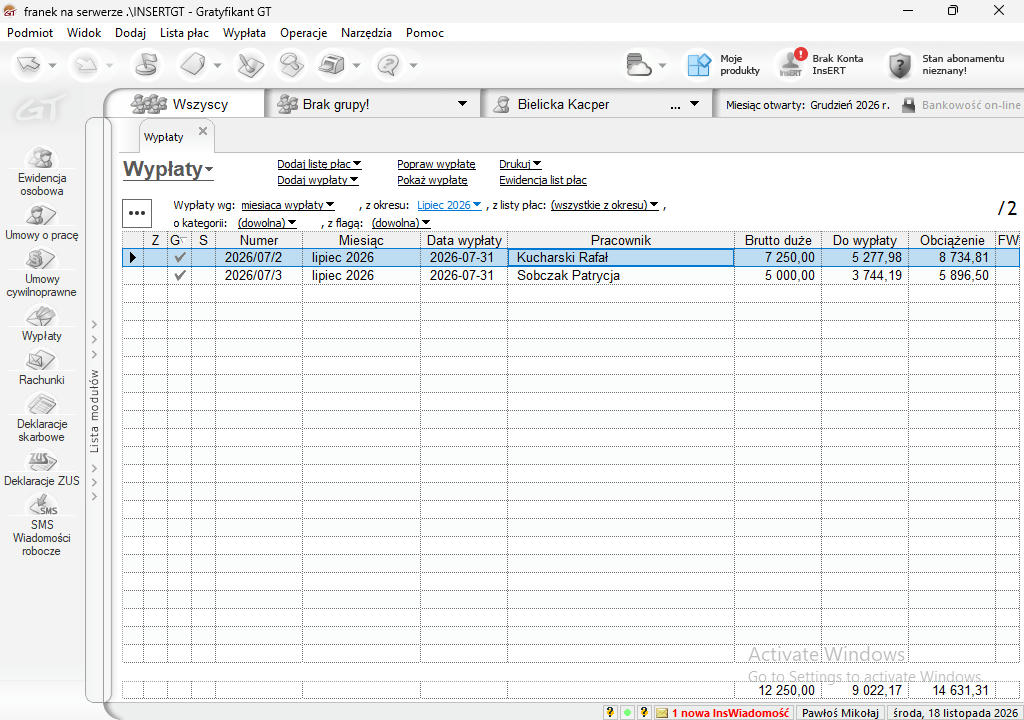 franek na serwerze .\INSERTGT - Gratyfikant GT
Podmiot Widok Dodaj Lista płac Wypłata Operacje Narzędzia Pomoc
Moje produkty
Brak Konta InsERT
Stan abonamentu nieznany!
GT
Wszyscy
Brak grupy!
Bielicka Kacper ...
Miesiąc otwarty: Grudzień 2026 r.
Bankowość on-line
Ewidencja osobowa
Umowy o pracę
Umowy cywilnoprawne
Wypłaty
Rachunki
Deklaracje skarbowe
Deklaracje ZUS
SMS Wiadomości robocze
Lista modułów
Wypłaty
Wypłaty
Dodaj listę płac Popraw wypłatę Drukuj
Dodaj wypłaty Pokaż wypłatę Ewidencja list płac
Wypłaty wg: miesiąca wypłaty , z okresu: Lipiec 2026 , z listy płac: (wszystkie z okresu) ,
o kategorii: (dowolna) , z flagą: (dowolna)
/2
Z G S Numer Miesiąc Data wypłaty Pracownik Brutto duże Do wypłaty Obciążenie FW
2026/07/2 lipiec 2026 2026-07-31 Kucharski Rafał 7 250,00 5 277,98 8 734,81
2026/07/3 lipiec 2026 2026-07-31 Sobczak Patrycja 5 000,00 3 744,19 5 896,50
Activate Windows
Go to Settings to activate Windows.
12 250,00 9 022,17 14 631,31
1 nowa InsWiadomość Pawłoś Mikołaj środa, 18 listopada 2026